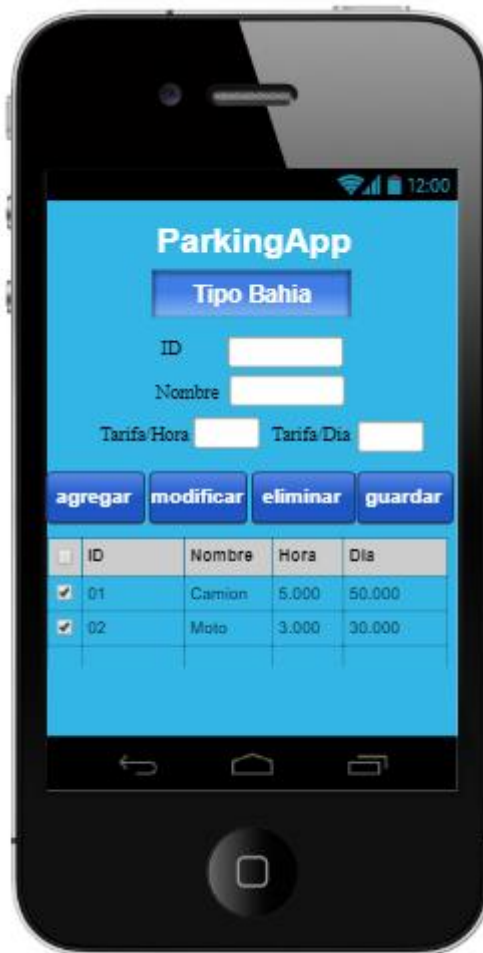 12:00
ParkingApp
Tipo Bahia
ID
Nombre
Tarifa/Hora Tarifa/Dia
agregar modificar eliminar guardar
ID Nombre Hora Dia
01 Camion 5.000 50.000
02 Moto 3.000 30.000